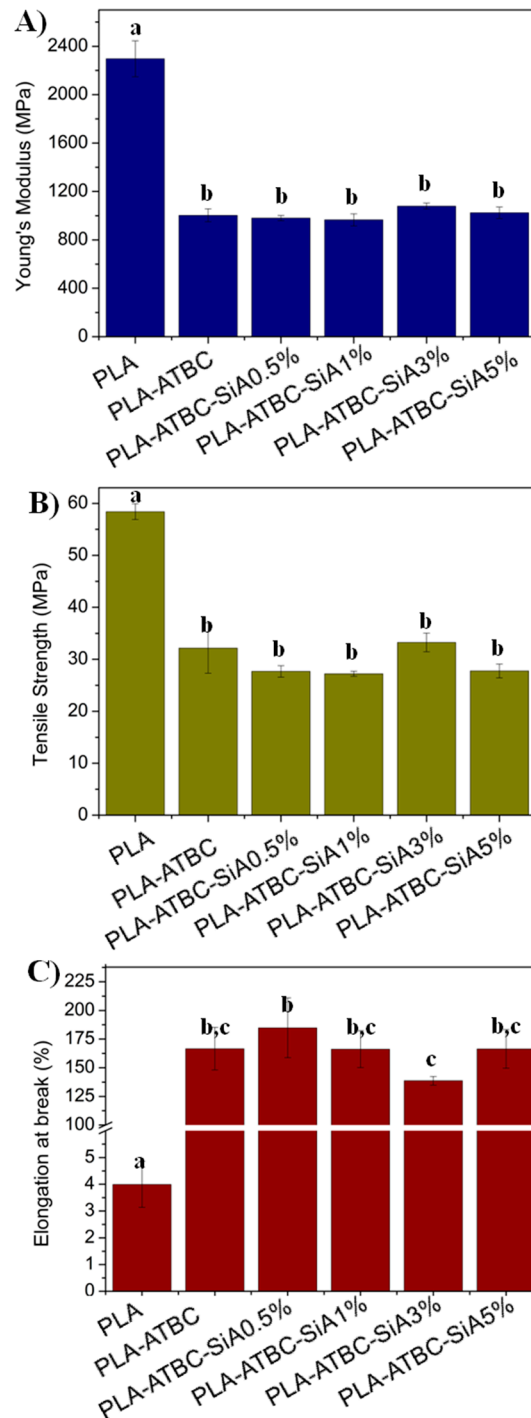 A)
Young's Modulus (MPa)
2400
2000
1600
1200
800
400
0
a
b
b
b
b
b
PLA
PLA-ATBC
PLA-ATBC-SiA0.5%
PLA-ATBC-SiA1%
PLA-ATBC-SiA3%
PLA-ATBC-SiA5%
B)
Tensile Strength (MPa)
60
50
40
30
20
10
0
a
b
b
b
b
b
PLA
PLA-ATBC
PLA-ATBC-SiA0.5%
PLA-ATBC-SiA1%
PLA-ATBC-SiA3%
PLA-ATBC-SiA5%
C)
Elongation at break (%)
225
200
175
150
125
100
5
4
3
2
1
0
a
b,c
b
b,c
c
b,c
PLA
PLA-ATBC
PLA-ATBC-SiA0.5%
PLA-ATBC-SiA1%
PLA-ATBC-SiA3%
PLA-ATBC-SiA5%